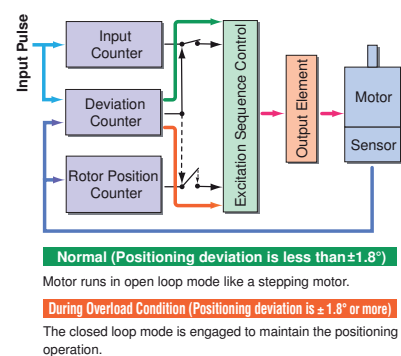 Input Pulse
Input
Counter
Deviation
Counter
Rotor Position
Counter
Excitation Sequence Control
Output Element
Motor
Sensor
Normal (Positioning deviation is less than±1.8°)
Motor runs in open loop mode like a stepping motor.
During Overload Condition (Positioning deviation is ± 1.8° or more)
The closed loop mode is engaged to maintain the positioning
operation.